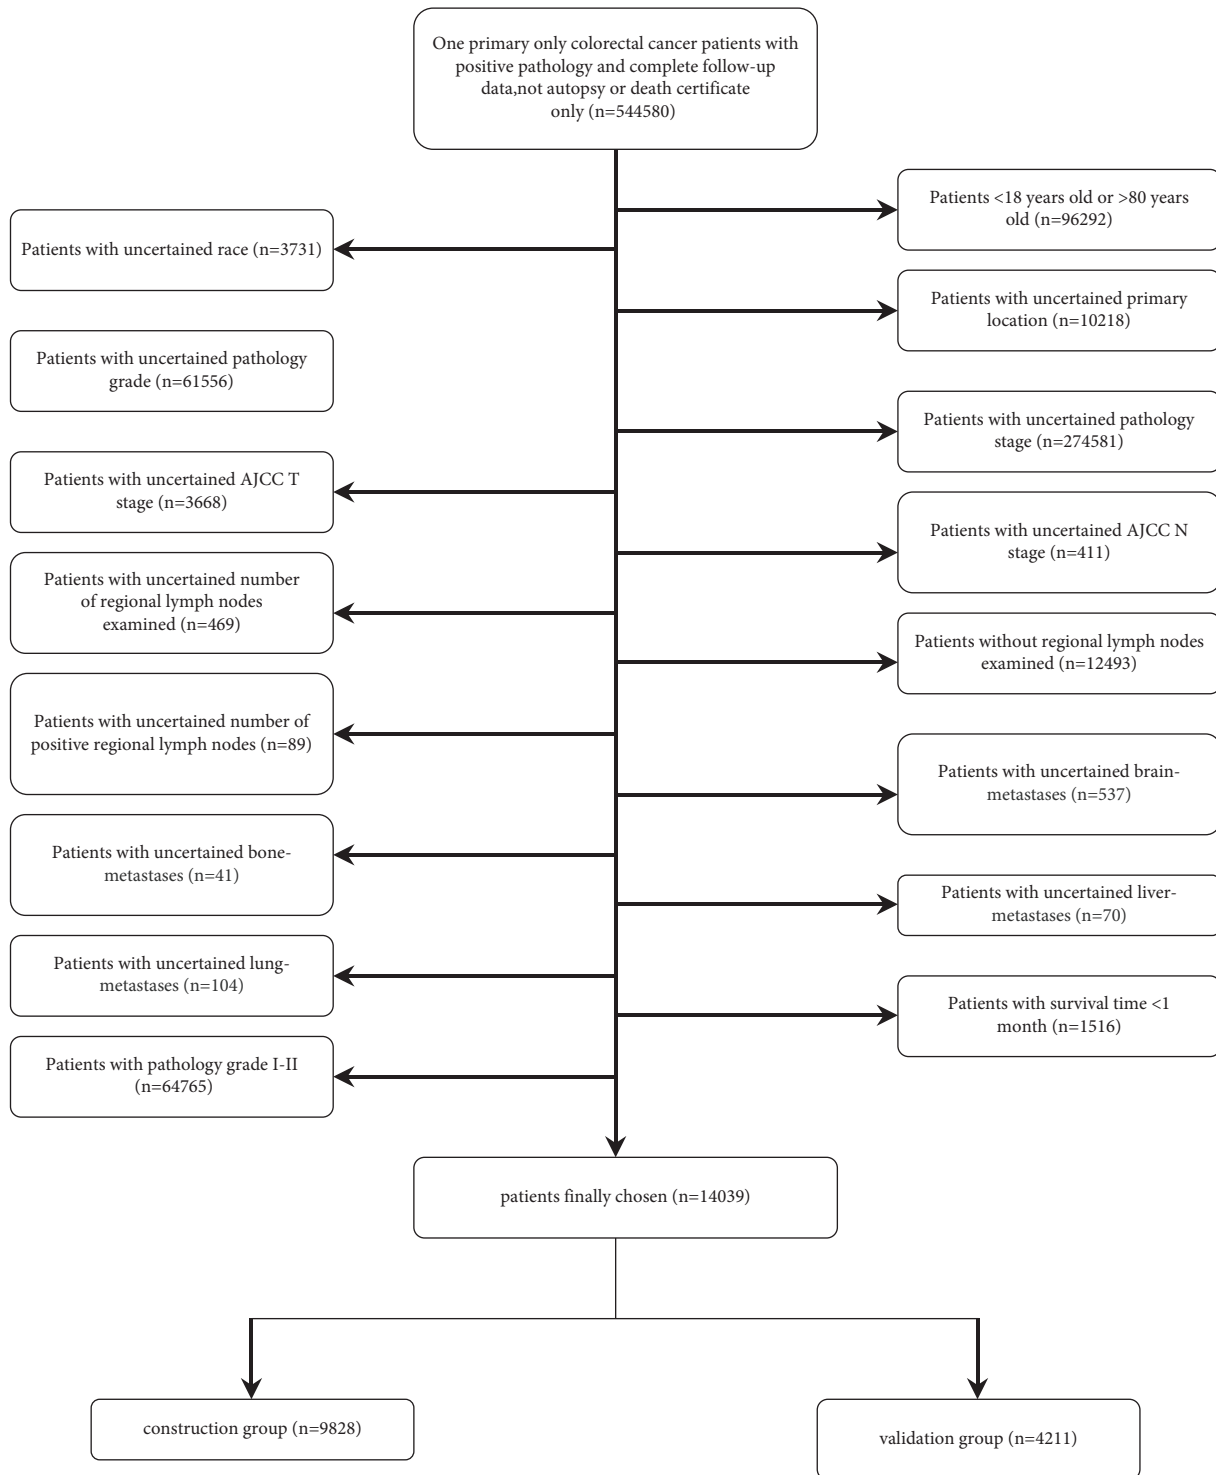 One primary only colorectal cancer patients with
positive pathology and complete follow-up
data,not autopsy or death certificate
only (n=544580)
Patients <18 years old or >80 years
old (n=96292)
Patients with uncertained race (n=3731)
Patients with uncertained primary
location (n=10218)
Patients with uncertained pathology
grade (n=61556)
Patients with uncertained pathology
stage (n=274581)
Patients with uncertained AJCC T
stage (n=3668)
Patients with uncertained AJCC N
stage (n=411)
Patients with uncertained number
of regional lymph nodes
examined (n=469)
Patients without regional lymph nodes
examined (n=12493)
Patients with uncertained number of
positive regional lymph nodes (n=89)
Patients with uncertained brain-
metastases (n=537)
Patients with uncertained bone-
metastases (n=41)
Patients with uncertained liver-
metastases (n=70)
Patients with uncertained lung-
metastases (n=104)
Patients with survival time <1
month (n=1516)
Patients with pathology grade I-II
(n=64765)
patients finally chosen (n=14039)
construction group (n=9828)
validation group (n=4211)